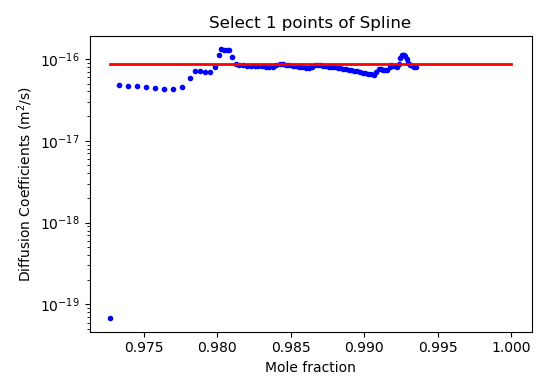 Select 1 points of Spline
Diffusion Coefficients (m²/s)
10⁻¹⁶
10⁻¹⁷
10⁻¹⁸
10⁻¹⁹
0.975 0.980 0.985 0.990 0.995 1.000
Mole fraction